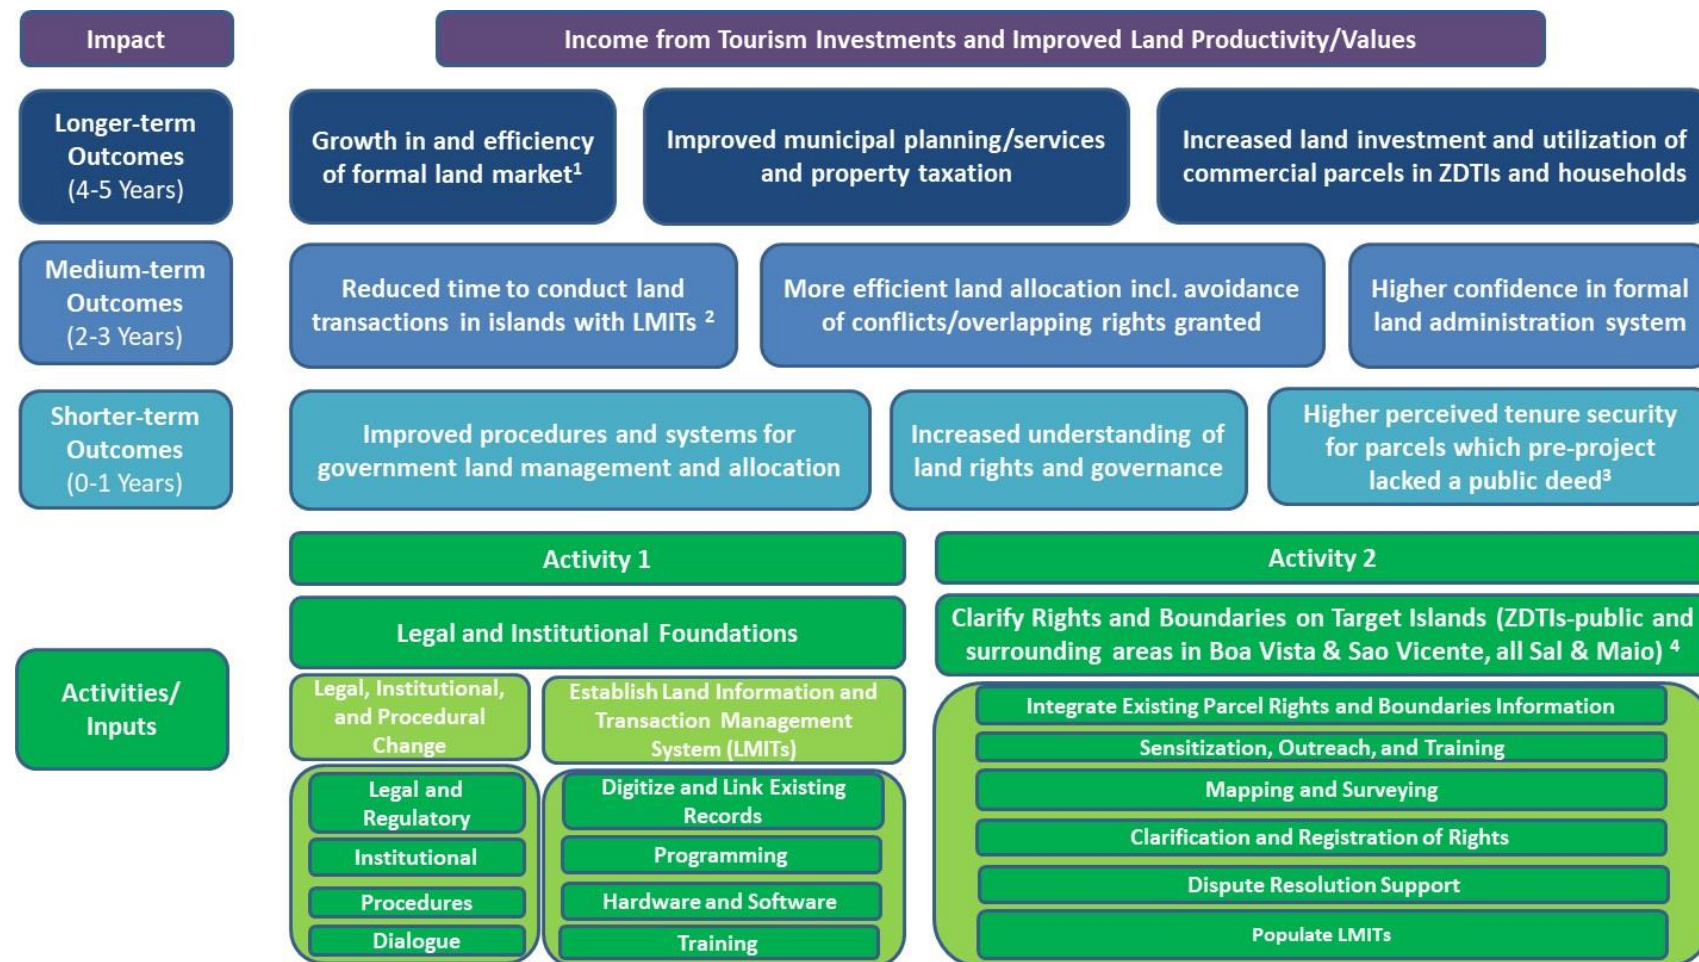 Impact
Income from Tourism Investments and Improved Land Productivity/Values
Longer-term
Outcomes
(4-5 Years)
Growth in and efficiency
of formal land market¹
Improved municipal planning/services
and property taxation
Increased land investment and utilization of
commercial parcels in ZDTIs and households
Medium-term
Outcomes
(2-3 Years)
Reduced time to conduct land
transactions in islands with LMITs ²
More efficient land allocation incl. avoidance
of conflicts/overlapping rights granted
Higher confidence in formal
land administration system
Shorter-term
Outcomes
(0-1 Years)
Improved procedures and systems for
government land management and allocation
Increased understanding of
land rights and governance
Higher perceived tenure security
for parcels which pre-project
lacked a public deed³
Activities/
Inputs
Activity 1
Legal and Institutional Foundations
Legal, Institutional,
and Procedural
Change
Legal and
Regulatory
Institutional
Procedures
Dialogue
Establish Land Information and
Transaction Management
System (LMITs)
Digitize and Link Existing
Records
Programming
Hardware and Software
Training
Activity 2
Clarify Rights and Boundaries on Target Islands (ZDTIs-public and
surrounding areas in Boa Vista & Sao Vicente, all Sal & Maio) ⁴
Integrate Existing Parcel Rights and Boundaries Information
Sensitization, Outreach, and Training
Mapping and Surveying
Clarification and Registration of Rights
Dispute Resolution Support
Populate LMITs